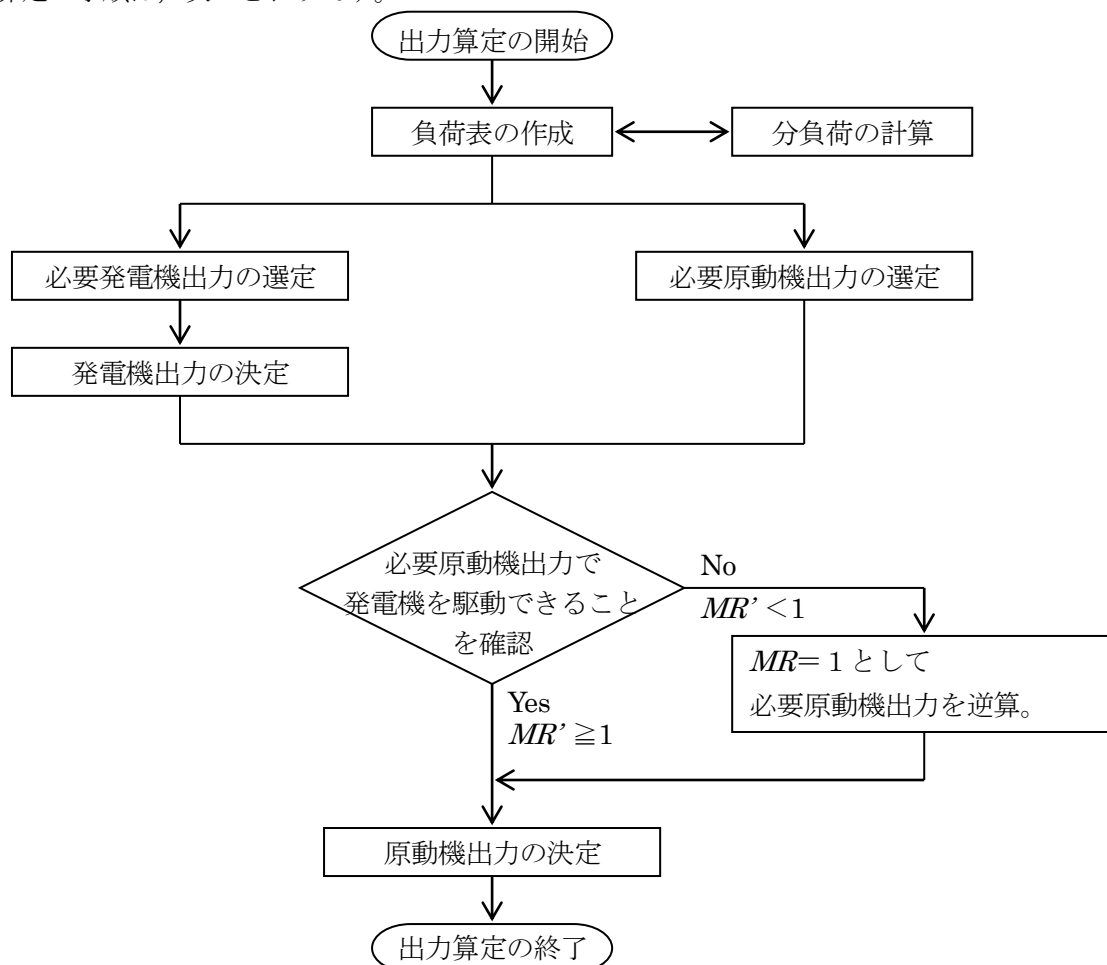 出力算定の開始
負荷表の作成
分負荷の計算
必要発電機出力の選定
必要原動機出力の選定
発電機出力の決定
必要原動機出力で
発電機を駆動できること
を確認
No
MR’<1
MR=1として
必要原動機出力を逆算。
Yes
MR’≧1
原動機出力の決定
出力算定の終了